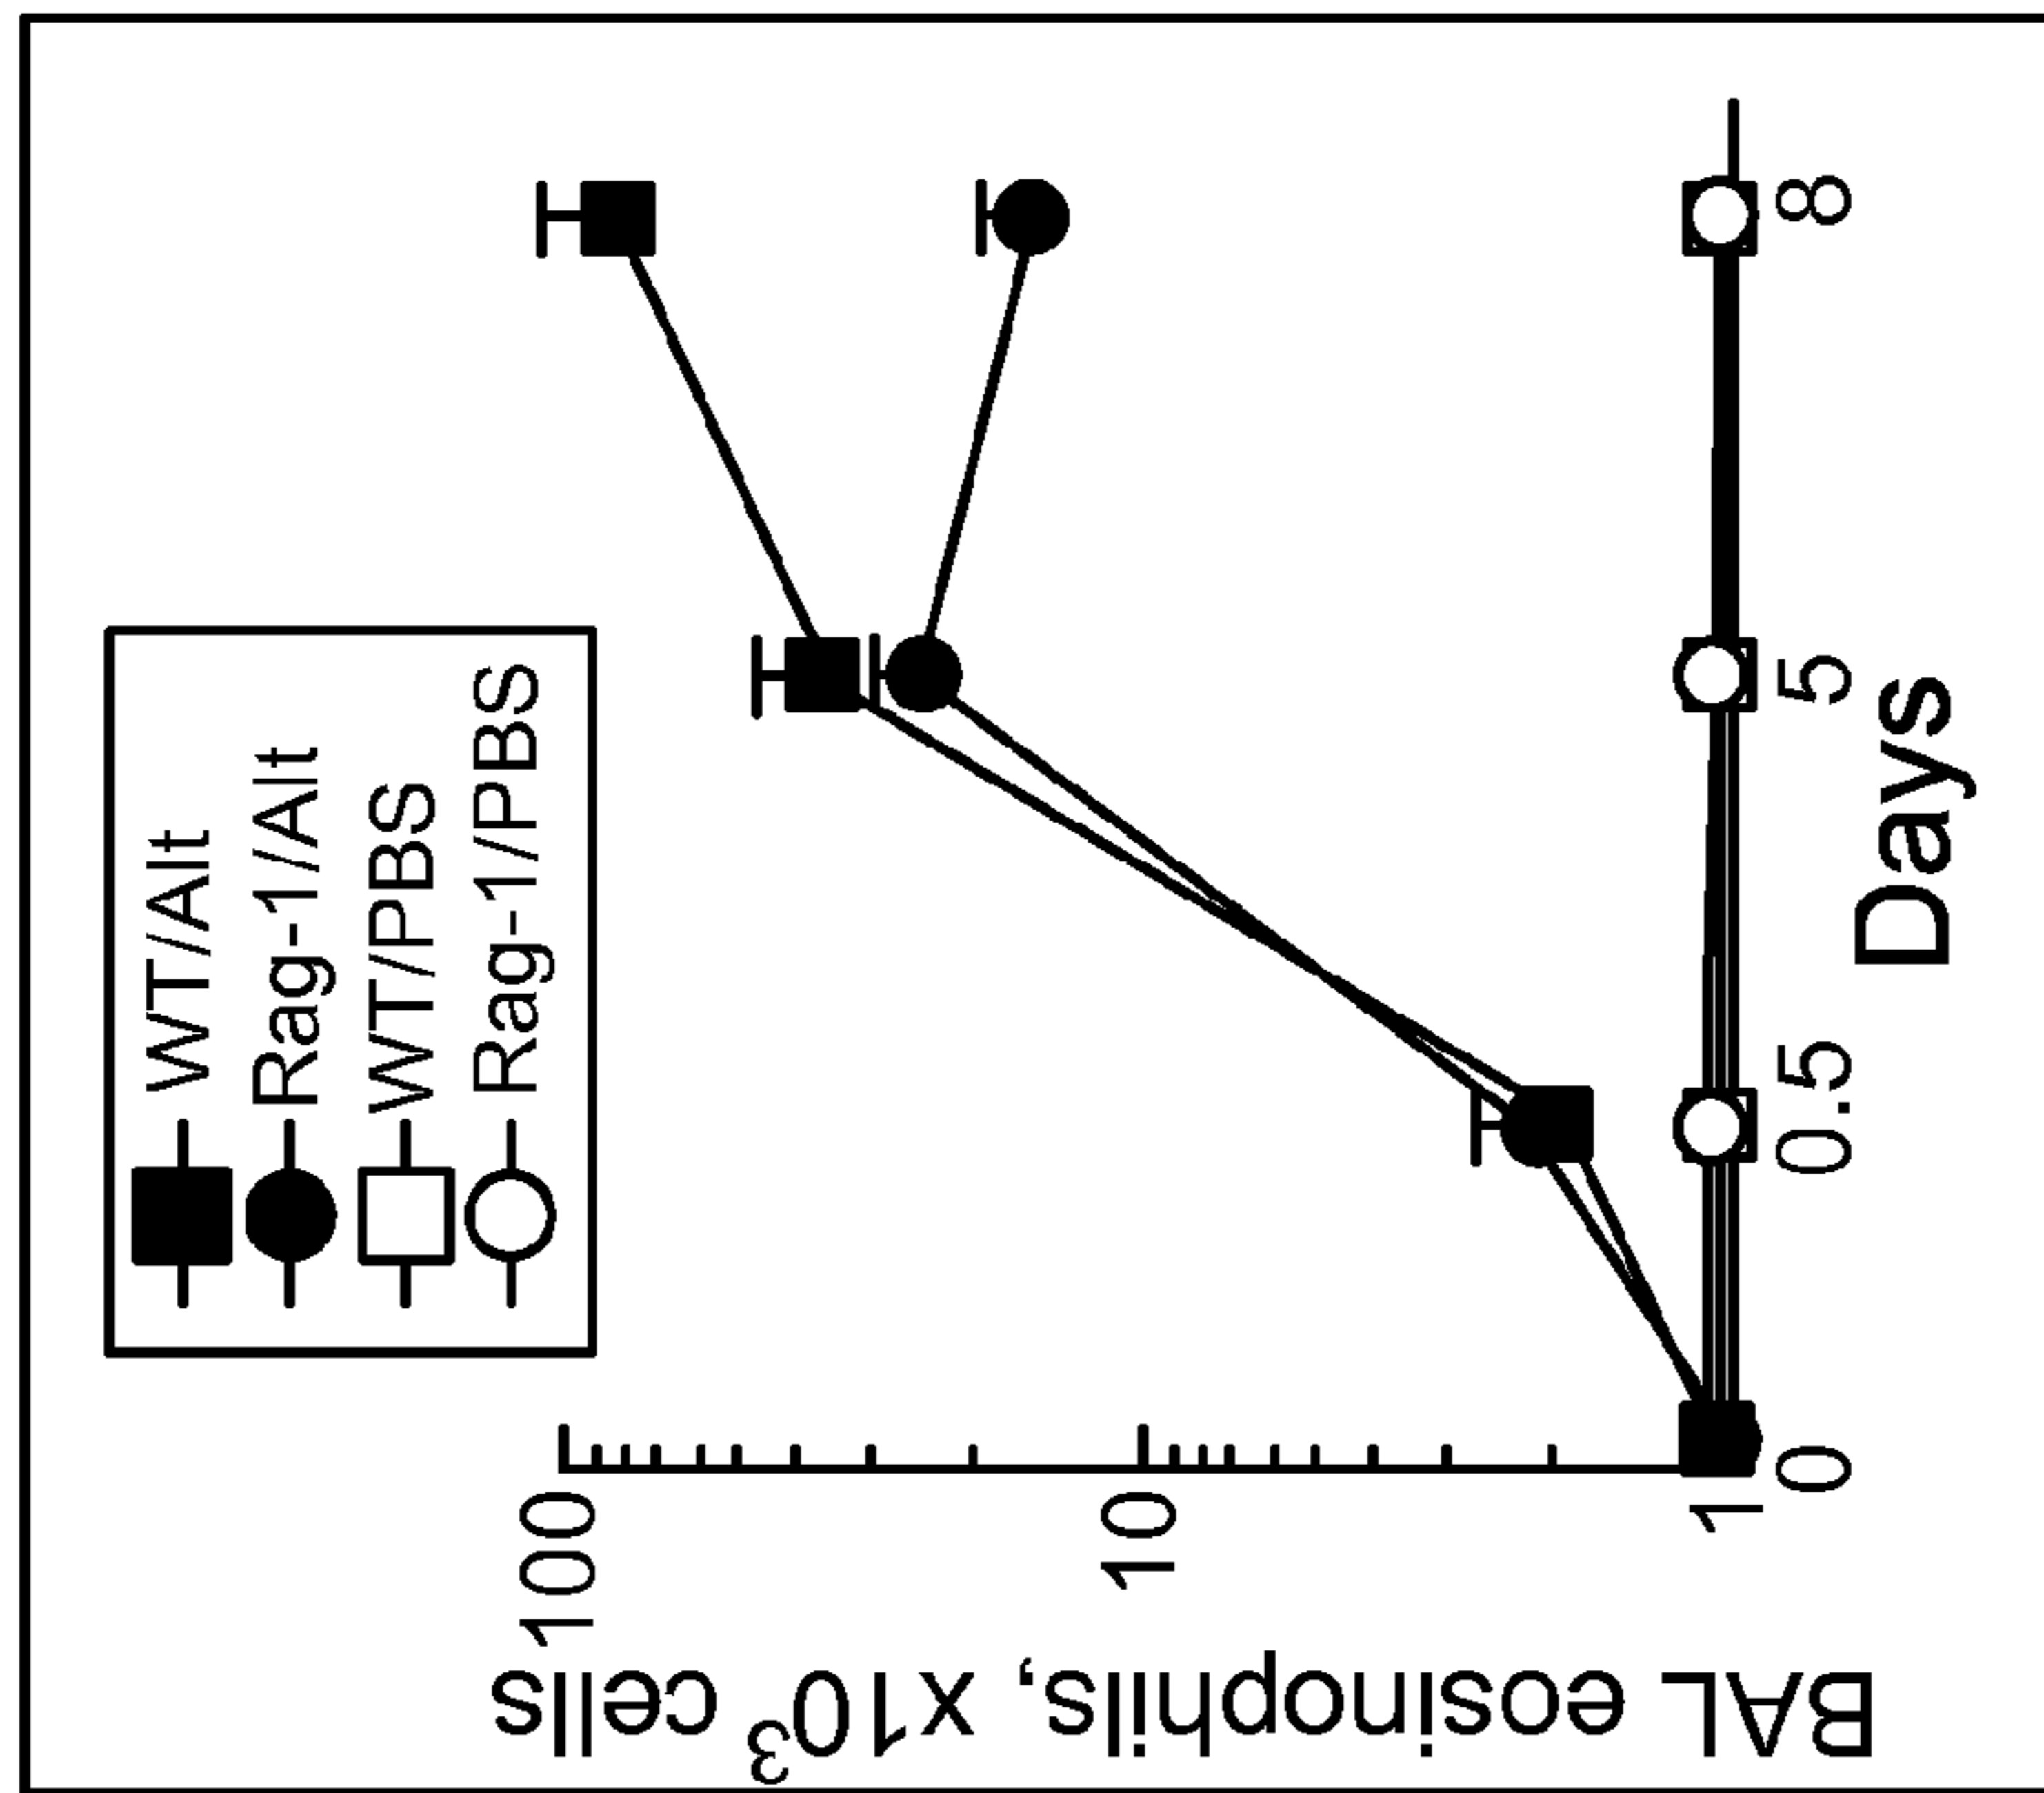 WT/Alt
Rag-1/Alt
WT/PBS
Rag-1/PBS
BAL eosinophils, x10³ cells
100
10
1
0
0.5
5
8
Days